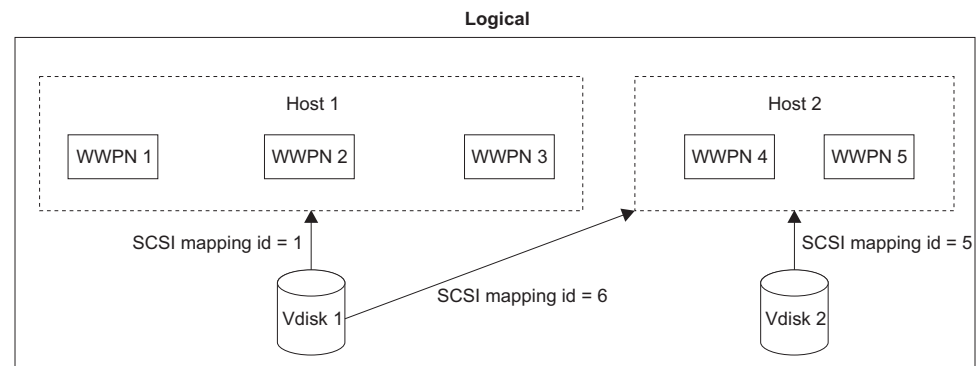 Logical
Host 1
Host 2
WWPN 1
WWPN 2
WWPN 3
WWPN 4
WWPN 5
SCSI mapping id = 1
SCSI mapping id = 5
SCSI mapping id = 6
Vdisk 1
Vdisk 2